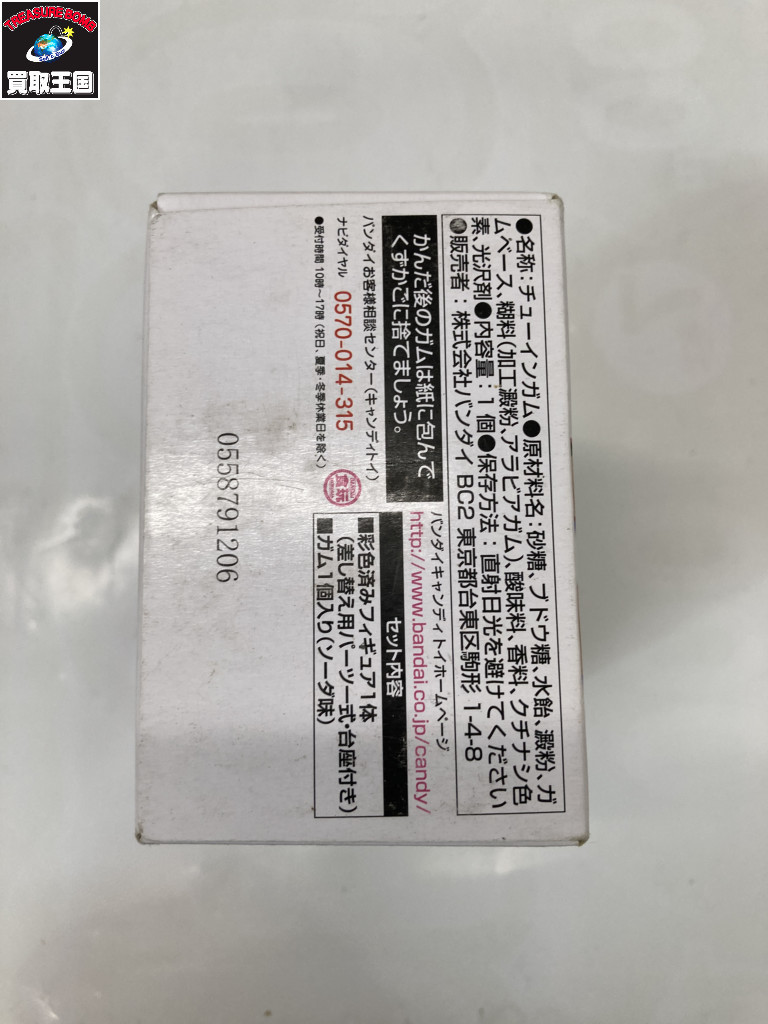 TREASURE BOMB
買取王国
●名称:チューインガム●原材料名:砂糖、ブドウ糖、水飴、澱粉、ガ
ムベース、糊料(加工澱粉、アラビアガム)、酸味料、香料、クチナシ色
素、光沢剤●内容量:1個●保存方法:直射日光を避けてください
●販売者:株式会社バンダイ BC2 東京都台東区駒形 1-4-8
かんだ後のガムは紙に包んで
くずかごに捨てましょう。
バンダイお客様相談センター(キャンディトイ)
ナビダイヤル 0570-014-315
●受付時間 10時~17時(祝日、夏季・冬季休業日を除く)
食玩
バンダイキャンディトイホームページ
http://www.bandai.co.jp/candy/
セット内容
■彩色済みフィギュア1体
(差し替え用パーツ一式・台座付き)
■ガム1個入り(ソーダ味)
0558791206